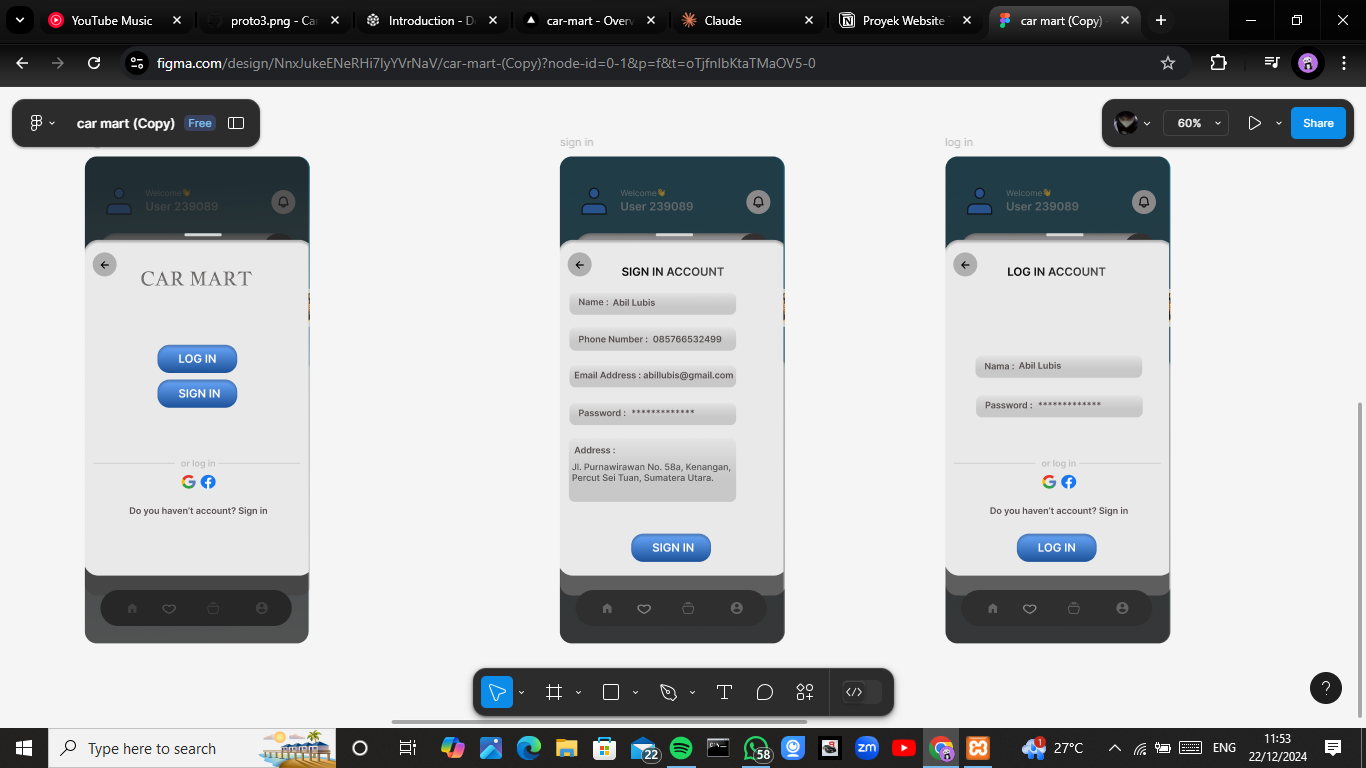 YouTube Music
proto3.png - Ca
Introduction - D
car-mart - Overv
Claude
Proyek Website
car mart (Copy)
figma.com/design/NnxJukeENeRHi7IyYVrNaV/car-mart-(Copy)?node-id=0-1&p=f&t=oTjfnIbKtaTMaOV5-0
car mart (Copy)
Free
60%
Share
sign in
log in
Welcome👋
User 239089
CAR MART
LOG IN
SIGN IN
or log in
Do you haven't account? Sign in
Welcome👋
User 239089
SIGN IN ACCOUNT
Name : Abil Lubis
Phone Number : 085766532499
Email Address : abillubis@gmail.com
Password : *************
Address :
Jl. Purnawirawan No. 58a, Kenangan,
Percut Sei Tuan, Sumatera Utara.
SIGN IN
Welcome👋
User 239089
LOG IN ACCOUNT
Nama : Abil Lubis
Password : *************
or log in
Do you haven't account? Sign in
LOG IN
Type here to search
22
58
zm
1
27°C
ENG
11:53
22/12/2024